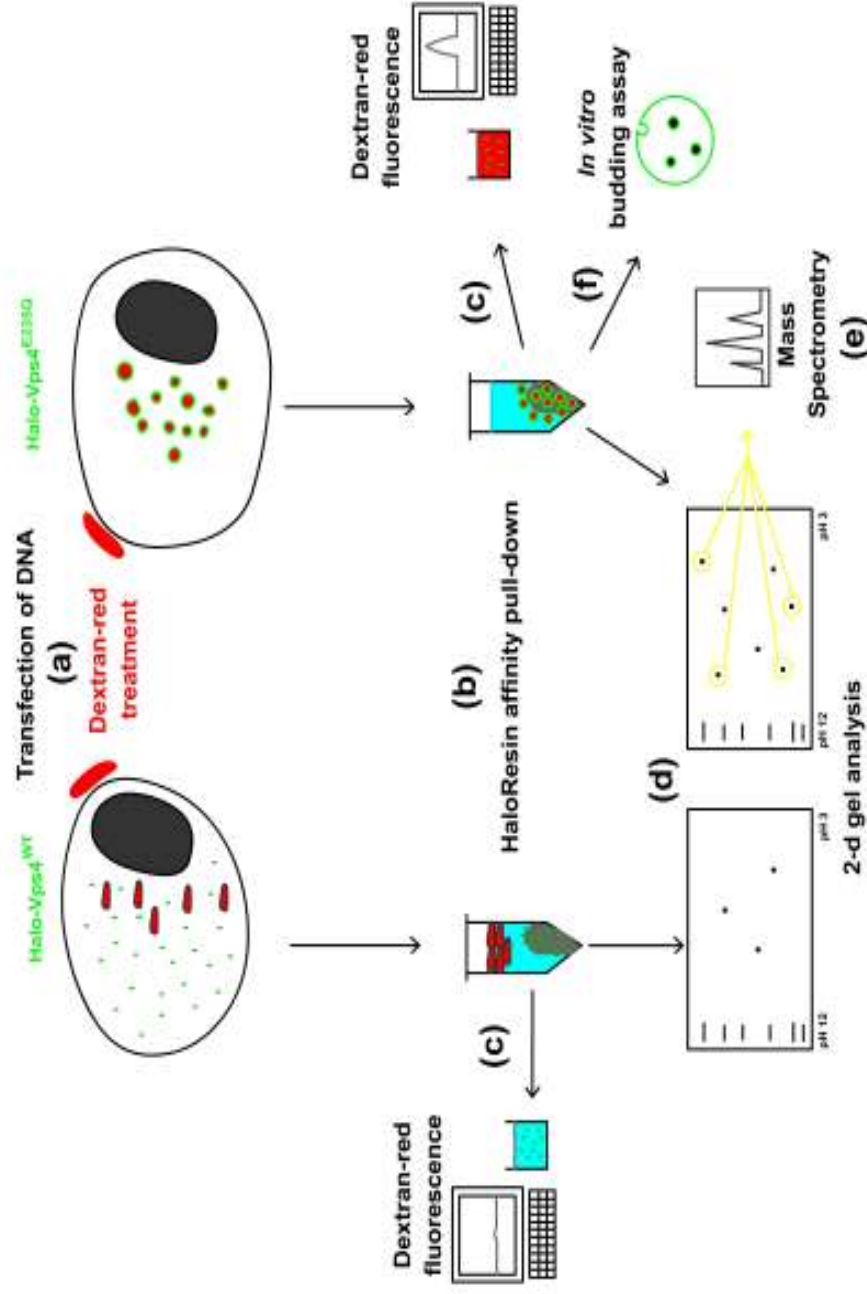 Transfection of DNA
(a)
Halo-Vps4WT
Dextran-red
treatment
Halo-Vps4E235Q
(b)
HaloResin affinity pull-down
(c)
Dextran-red
fluorescence
(c)
Dextran-red
fluorescence
(f)
In vitro
budding assay
(d)
pH 12
pH 3
pH 12
pH 3
2-d gel analysis
Mass
Spectrometry
(e)